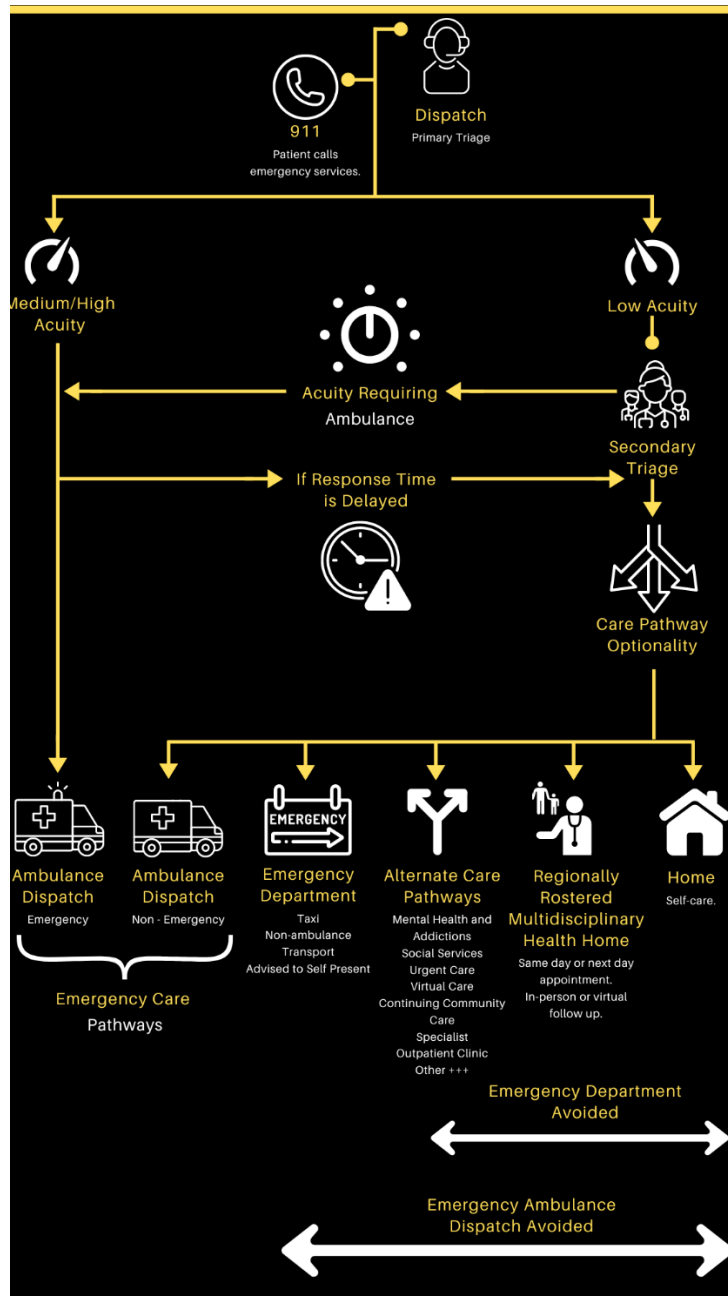 911
Patient calls
emergency services.
Dispatch
Primary Triage
Medium/High
Acuity
Low Acuity
Acuity Requiring
Ambulance
Secondary
Triage
If Response Time
is Delayed
Care Pathway
Optionality
Ambulance
Dispatch
Emergency
Ambulance
Dispatch
Non - Emergency
Emergency Care
Pathways
EMERGENCY
Emergency
Department
Taxi
Non-ambulance
Transport
Advised to Self Present
Alternate Care
Pathways
Mental Health and
Addictions
Social Services
Urgent Care
Virtual Care
Continuing Community
Care
Specialist
Outpatient Clinic
Other +++
Regionally
Rostered
Multidisciplinary
Health Home
Same day or next day
appointment.
In-person or virtual
follow up.
Home
Self-care.
Emergency Department
Avoided
Emergency Ambulance
Dispatch Avoided